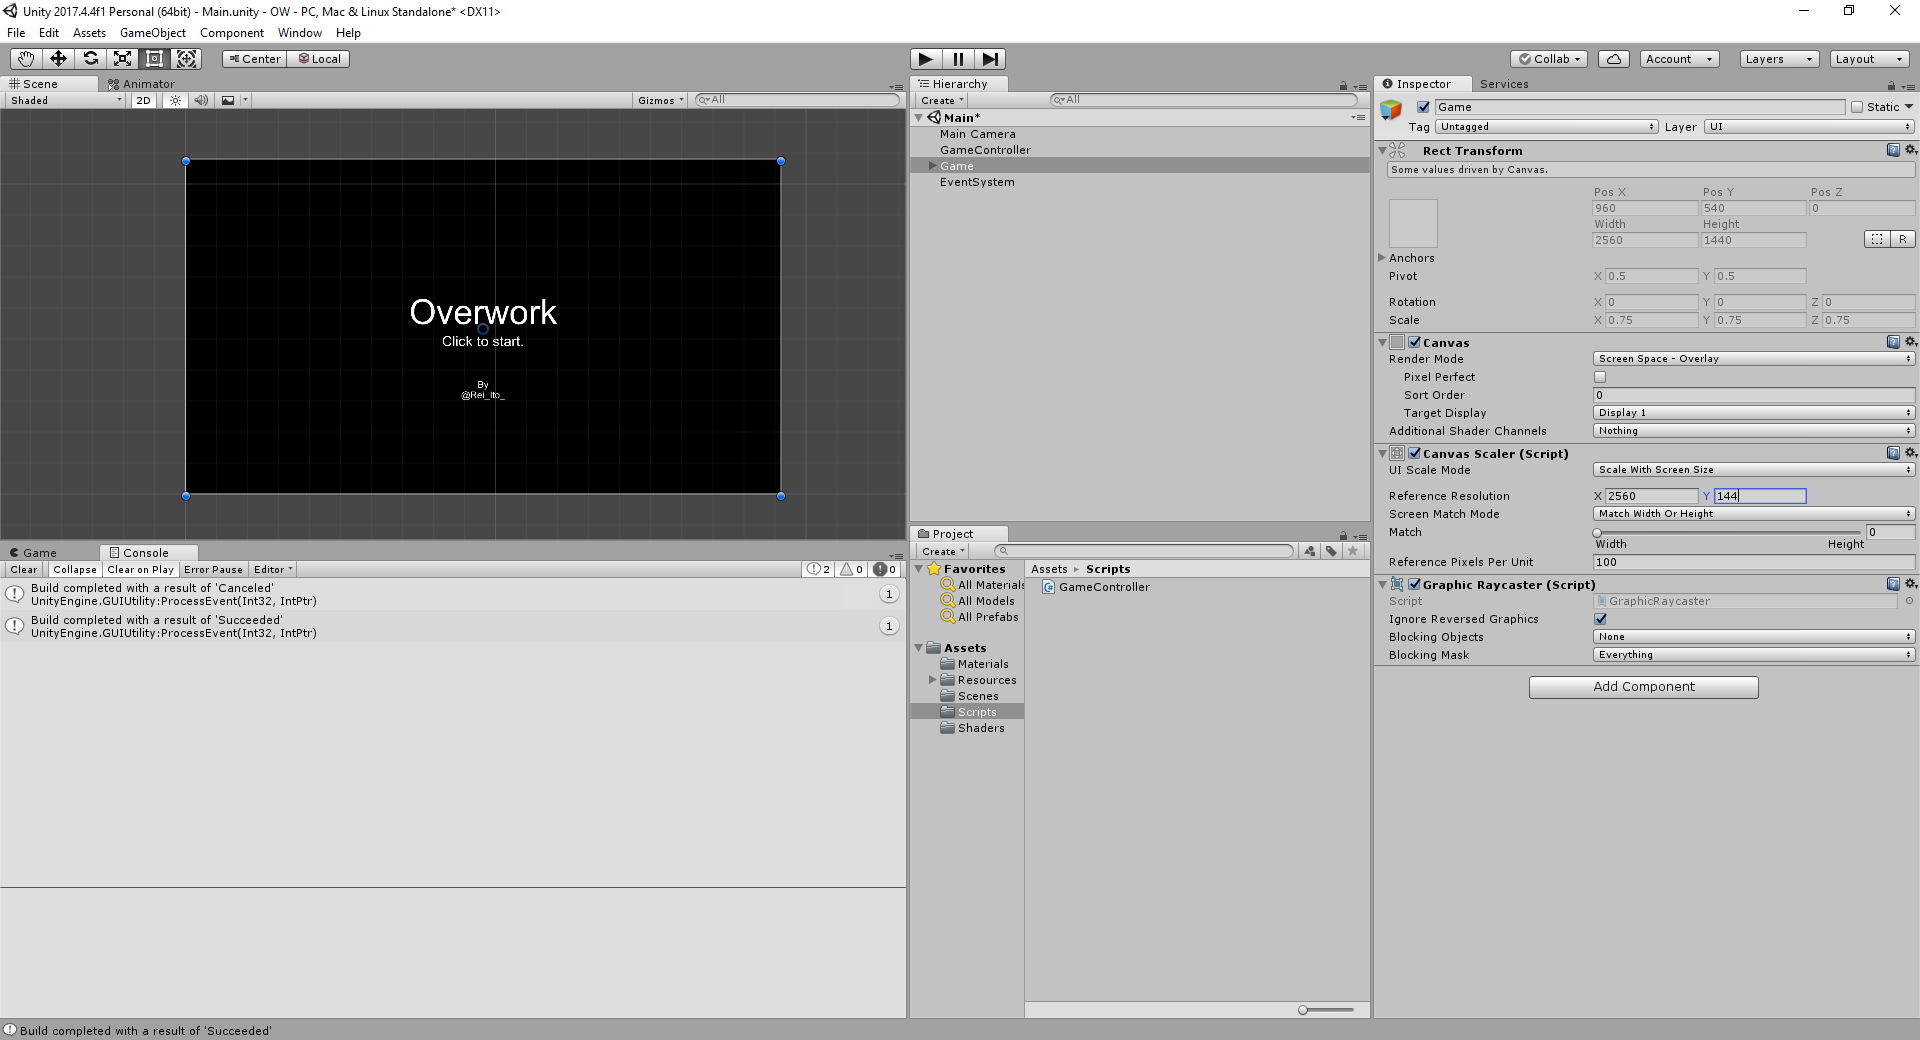 Unity 2017.4.4f1 Personal (64bit) - Main.unity - OW - PC, Mac & Linux Standalone* <DX11>
File Edit Assets GameObject Component Window Help
Center Local
Collab Account Layers Layout
Scene Animator
Shaded 2D Gizmos All
Overwork
Click to start.
By
@Rei_Ito_
Game Console
Clear Collapse Clear on Play Error Pause Editor 2 0 0
Build completed with a result of 'Canceled'
UnityEngine.GUIUtility:ProcessEvent(Int32, IntPtr)
1
Build completed with a result of 'Succeeded'
UnityEngine.GUIUtility:ProcessEvent(Int32, IntPtr)
1
Hierarchy
Create All
Main*
Main Camera
GameController
Game
EventSystem
Project
Create
Favorites
All Materials
All Models
All Prefabs
Assets
Materials
Resources
Scenes
Scripts
Shaders
Assets Scripts
GameController
Inspector Services
Game Static
Tag Untagged Layer UI
Rect Transform
Some values driven by Canvas.
Pos X Pos Y Pos Z
960 540 0
Width Height
2560 1440
R
Anchors
Pivot X 0.5 Y 0.5
Rotation X 0 Y 0 Z 0
Scale X 0.75 Y 0.75 Z 0.75
Canvas
Render Mode Screen Space - Overlay
Pixel Perfect
Sort Order 0
Target Display Display 1
Additional Shader Channels Nothing
Canvas Scaler (Script)
UI Scale Mode Scale With Screen Size
Reference Resolution X 2560 Y 144
Screen Match Mode Match Width Or Height
Match 0
Width Height
Reference Pixels Per Unit 100
Graphic Raycaster (Script)
Script GraphicRaycaster
Ignore Reversed Graphics
Blocking Objects None
Blocking Mask Everything
Add Component
Build completed with a result of 'Succeeded'